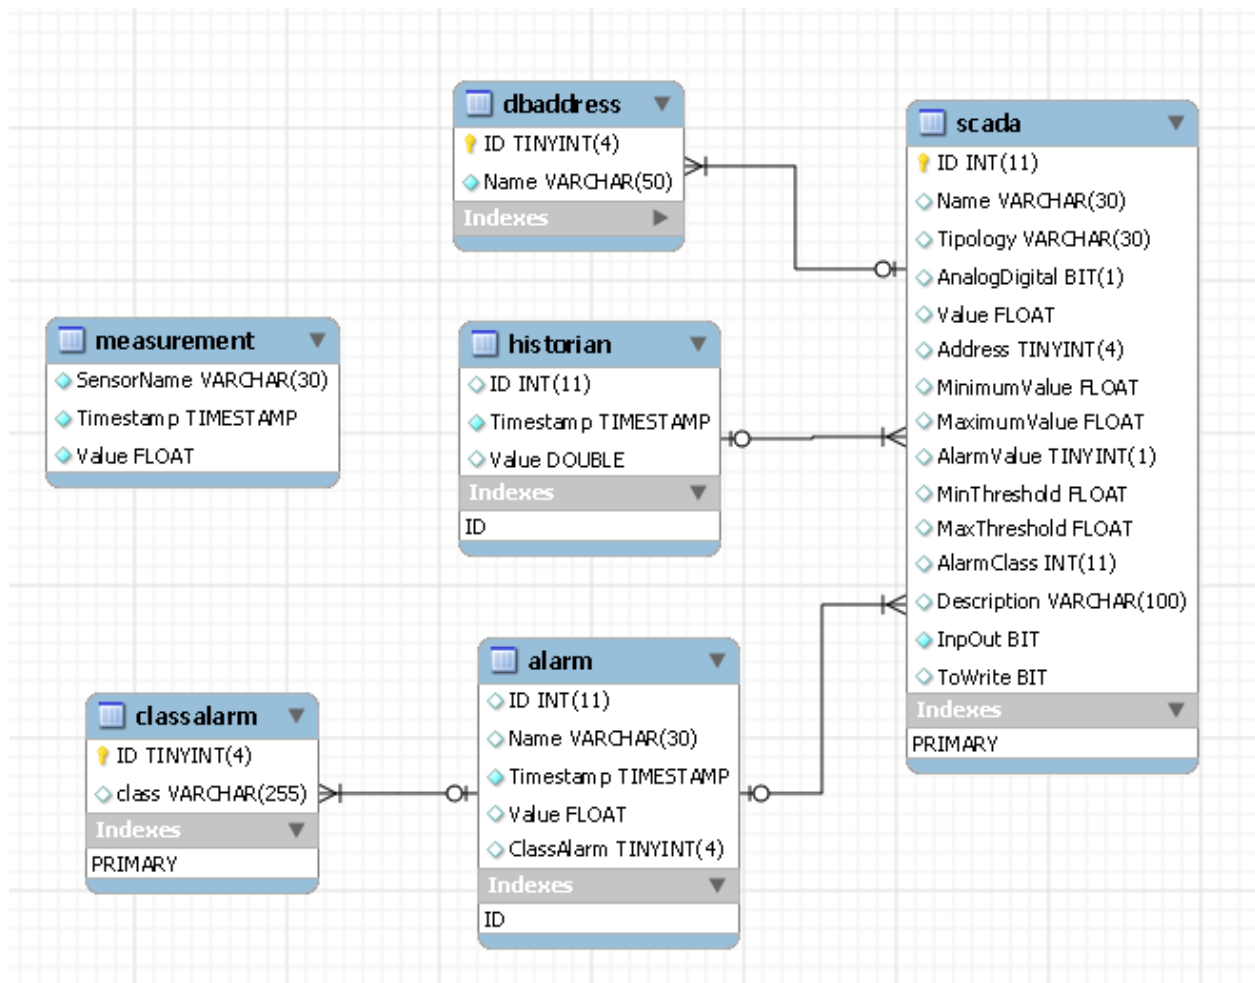 dbaddress
ID TINYINT(4)
Name VARCHAR(50)
Indexes
scada
ID INT(11)
Name VARCHAR(30)
Tipology VARCHAR(30)
AnalogDigital BIT(1)
Value FLOAT
Address TINYINT(4)
MinimumValue FLOAT
MaximumValue FLOAT
AlarmValue TINYINT(1)
MinThreshold FLOAT
MaxThreshold FLOAT
AlarmClass INT(11)
Description VARCHAR(100)
InpOut BIT
ToWrite BIT
Indexes
PRIMARY
measurement
SensorName VARCHAR(30)
Timestamp TIMESTAMP
Value FLOAT
historian
ID INT(11)
Timestamp TIMESTAMP
Value DOUBLE
Indexes
ID
classalarm
ID TINYINT(4)
class VARCHAR(255)
Indexes
PRIMARY
alarm
ID INT(11)
Name VARCHAR(30)
Timestamp TIMESTAMP
Value FLOAT
ClassAlarm TINYINT(4)
Indexes
ID